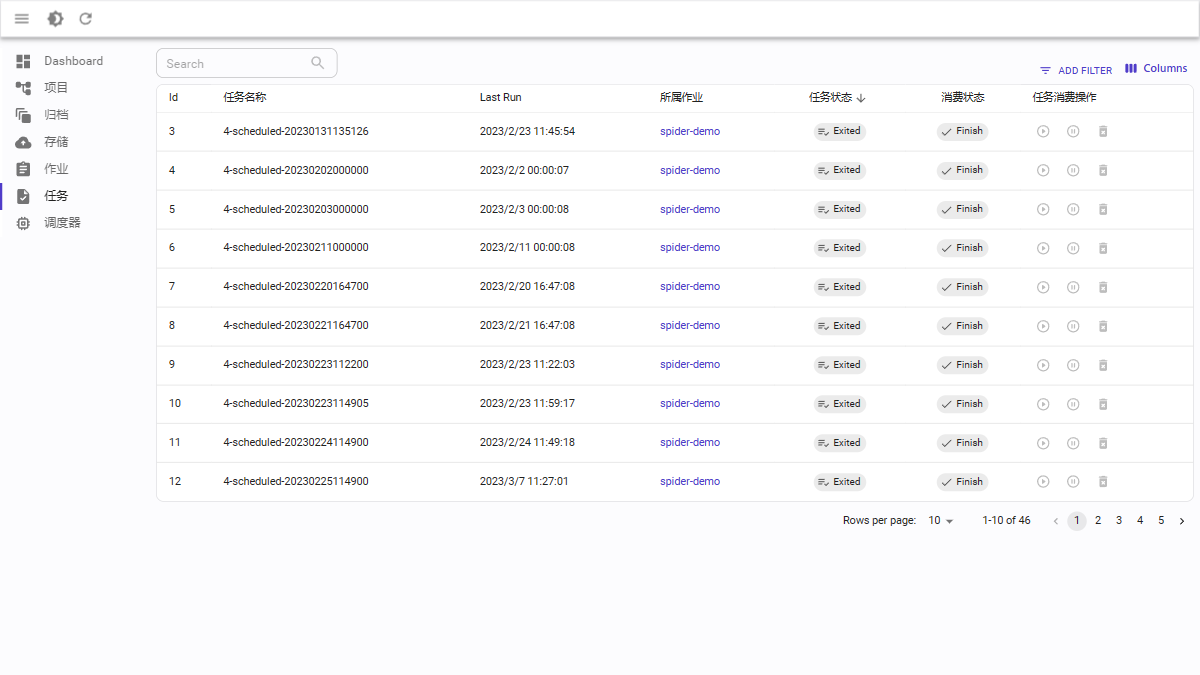 Dashboard
项目
归档
存储
作业
任务
调度器
Search
ADD FILTER
Columns
Id 任务名称 Last Run 所属作业 任务状态 消费状态 任务消费操作
3 4-scheduled-20230131135126 2023/2/23 11:45:54 spider-demo Exited Finish
4 4-scheduled-20230202000000 2023/2/2 00:00:07 spider-demo Exited Finish
5 4-scheduled-20230203000000 2023/2/3 00:00:08 spider-demo Exited Finish
6 4-scheduled-20230211000000 2023/2/11 00:00:08 spider-demo Exited Finish
7 4-scheduled-20230220164700 2023/2/20 16:47:08 spider-demo Exited Finish
8 4-scheduled-20230221164700 2023/2/21 16:47:08 spider-demo Exited Finish
9 4-scheduled-20230223112200 2023/2/23 11:22:03 spider-demo Exited Finish
10 4-scheduled-20230223114905 2023/2/23 11:59:17 spider-demo Exited Finish
11 4-scheduled-20230224114900 2023/2/24 11:49:18 spider-demo Exited Finish
12 4-scheduled-20230225114900 2023/3/7 11:27:01 spider-demo Exited Finish
Rows per page: 10 1-10 of 46 1 2 3 4 5